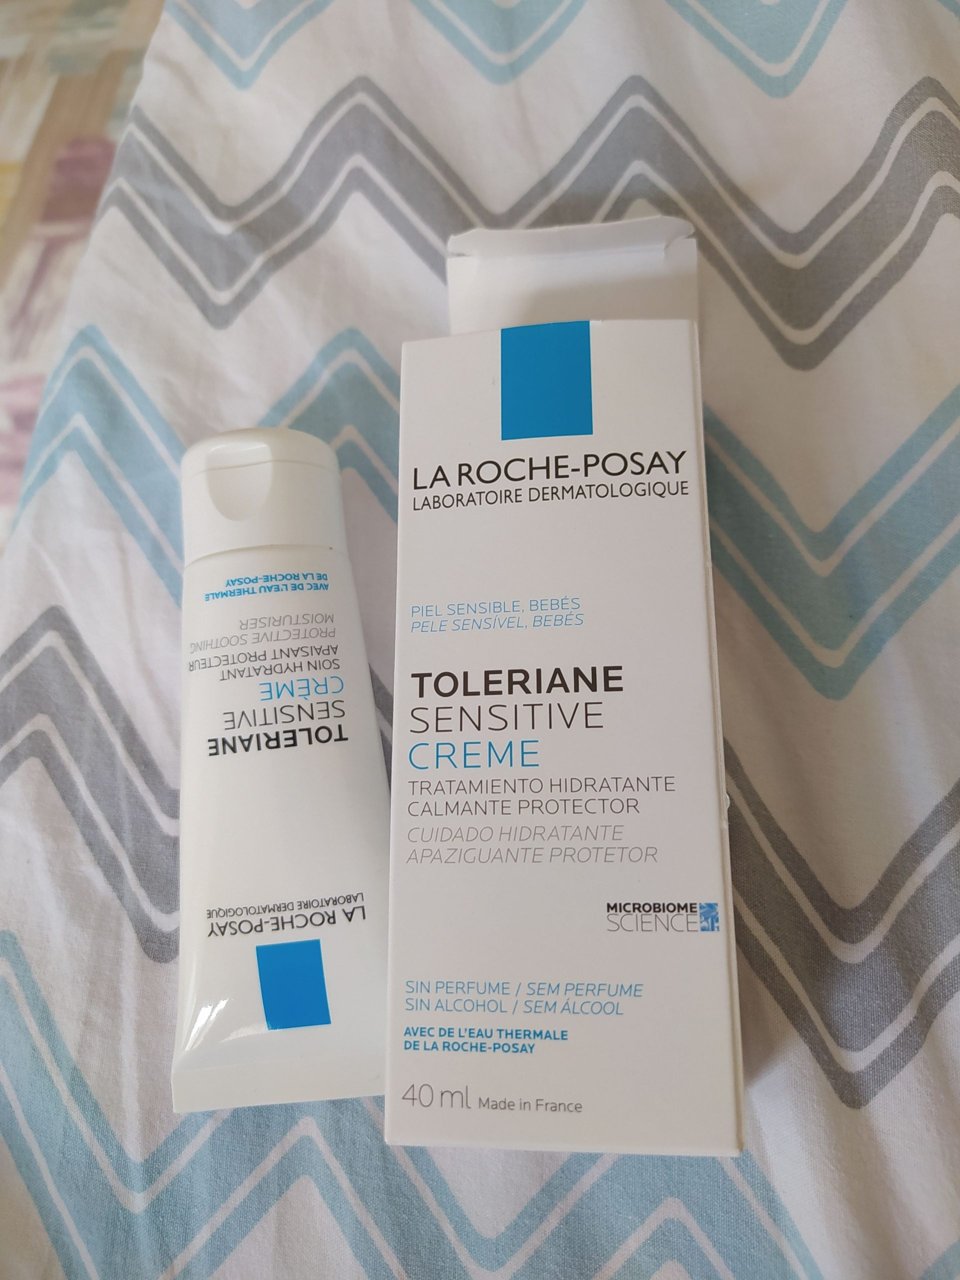 LA ROCHE-POSAY
LABORATOIRE DERMATOLOGIQUE
PIEL SENSIBLE, BEBÉS
PELE SENSÍVEL, BEBÉS
TOLERIANE
SENSITIVE
CREME
TRATAMIENTO HIDRATANTE
CALMANTE PROTECTOR
CUIDADO HIDRATANTE
APAZIGUANTE PROTETOR
MICROBIOME
SCIENCE
SIN PERFUME / SEM PERFUME
SIN ALCOHOL / SEM ÁLCOOL
AVEC DE L'EAU THERMALE
DE LA ROCHE-POSAY
40 ml Made in France
LA ROCHE-POSAY
LABORATOIRE DERMATOLOGIQUE
TOLERIANE
SENSITIVE
CRÈME
SOIN HYDRATANT
APAISANT PROTECTEUR
PROTECTIVE SOOTHING
MOISTURISER
AVEC DE L'EAU THERMALE
DE LA ROCHE-POSAY